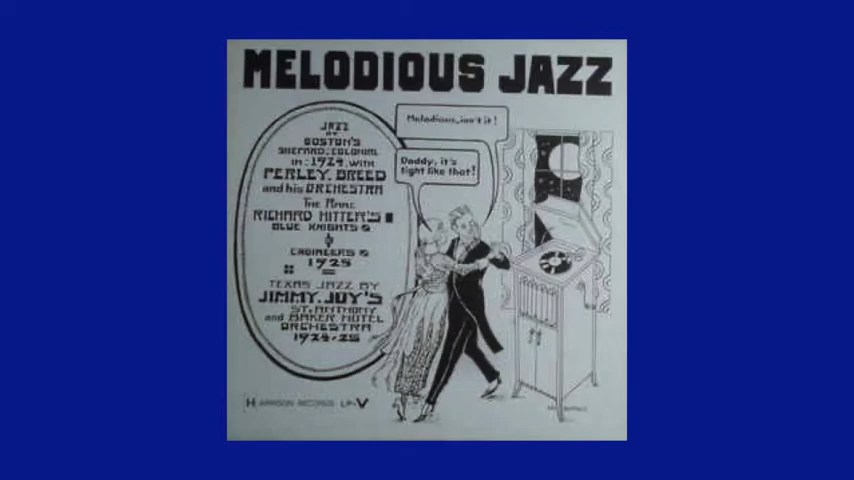 MELODIOUS JAZZ
Melodious, isn't it!
Daddy, it's
tight like that!
JAZZ
BY
BOSTON'S
SHEPARD COLONIAL
IN 1924, WITH
PERLEY BREED
and his ORCHESTRA
The Rare
RICHARD HITTER'S
BLUE KNIGHTS
CADINEERS
1925
TEXAS JAZZ BY
JIMMY JOY'S
ST. ANTHONY
and BAKER HOTEL
ORCHESTRA
1924-25
HARRISON RECORDS LP-V